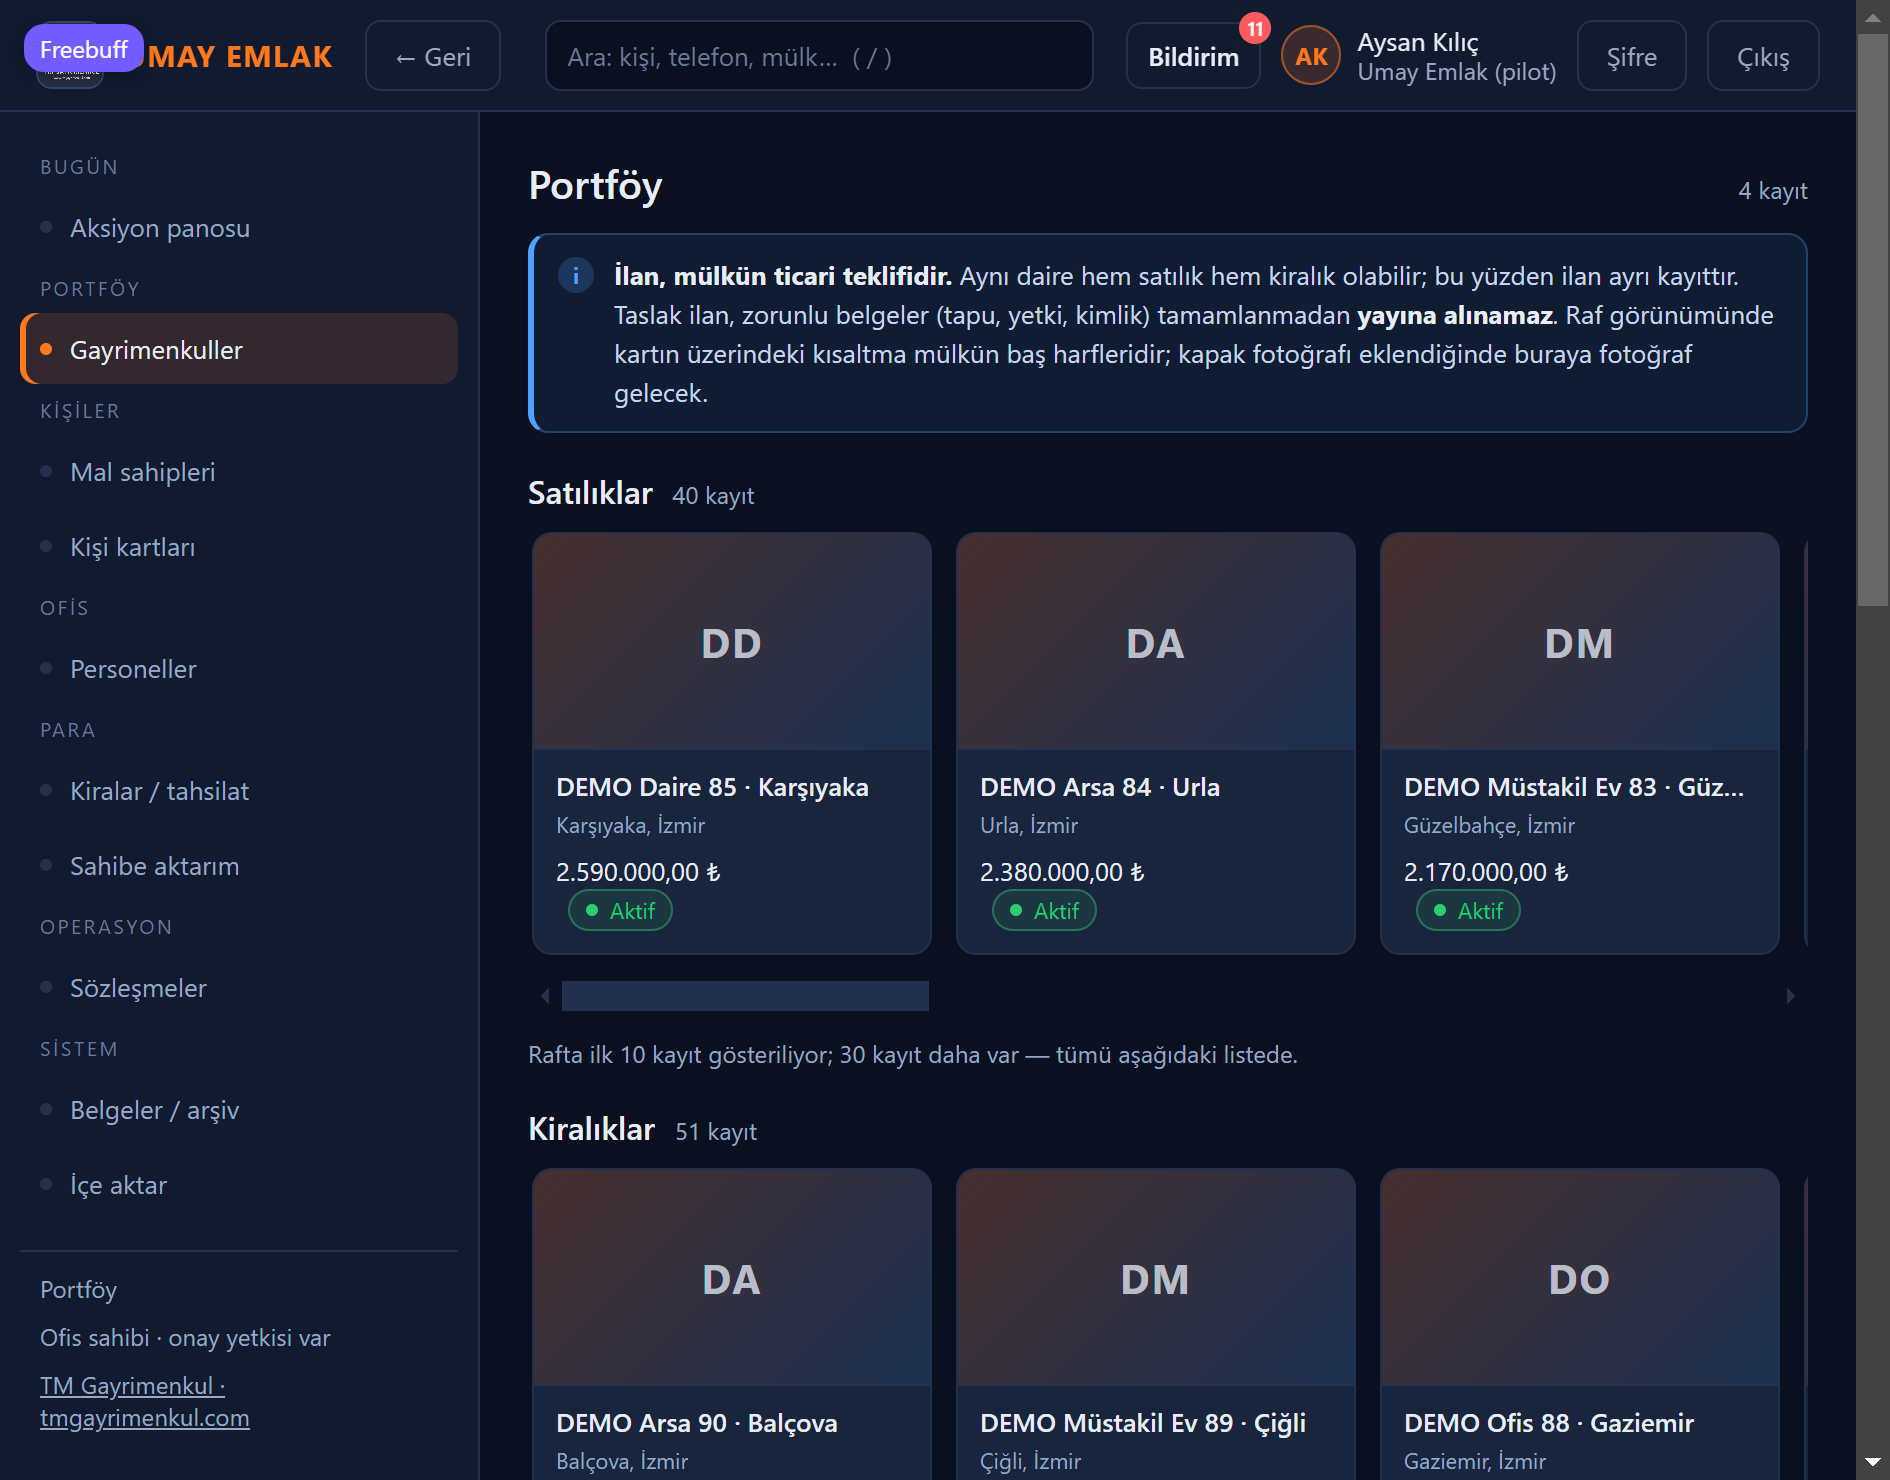 Freebuff
MAY EMLAK
← Geri
Ara: kişi, telefon, mülk... ( / )
Bildirim
11
AK
Aysan Kılıç
Umay Emlak (pilot)
Şifre
Çıkış
BUGÜN
Aksiyon panosu
PORTFÖY
Gayrimenkuller
KİŞİLER
Mal sahipleri
Kişi kartları
OFİS
Personeller
PARA
Kiralar / tahsilat
Sahibe aktarım
OPERASYON
Sözleşmeler
SİSTEM
Belgeler / arşiv
İçe aktar
Portföy
Ofis sahibi · onay yetkisi var
TM Gayrimenkul ·
tmgayrimenkul.com
Portföy
4 kayıt
i
İlan, mülkün ticari teklifidir. Aynı daire hem satılık hem kiralık olabilir; bu yüzden ilan ayrı kayıttır.
Taslak ilan, zorunlu belgeler (tapu, yetki, kimlik) tamamlanmadan yayına alınamaz. Raf görünümünde
kartın üzerindeki kısaltma mülkün baş harfleridir; kapak fotoğrafı eklendiğinde buraya fotoğraf
gelecek.
Satılıklar 40 kayıt
DD
DEMO Daire 85 · Karşıyaka
Karşıyaka, İzmir
2.590.000,00 ₺
Aktif
DA
DEMO Arsa 84 · Urla
Urla, İzmir
2.380.000,00 ₺
Aktif
DM
DEMO Müstakil Ev 83 · Güz...
Güzelbahçe, İzmir
2.170.000,00 ₺
Aktif
Rafta ilk 10 kayıt gösteriliyor; 30 kayıt daha var — tümü aşağıdaki listede.
Kiralıklar 51 kayıt
DA
DEMO Arsa 90 · Balçova
Balçova, İzmir
DM
DEMO Müstakil Ev 89 · Çiğli
Çiğli, İzmir
DO
DEMO Ofis 88 · Gaziemir
Gaziemir, İzmir